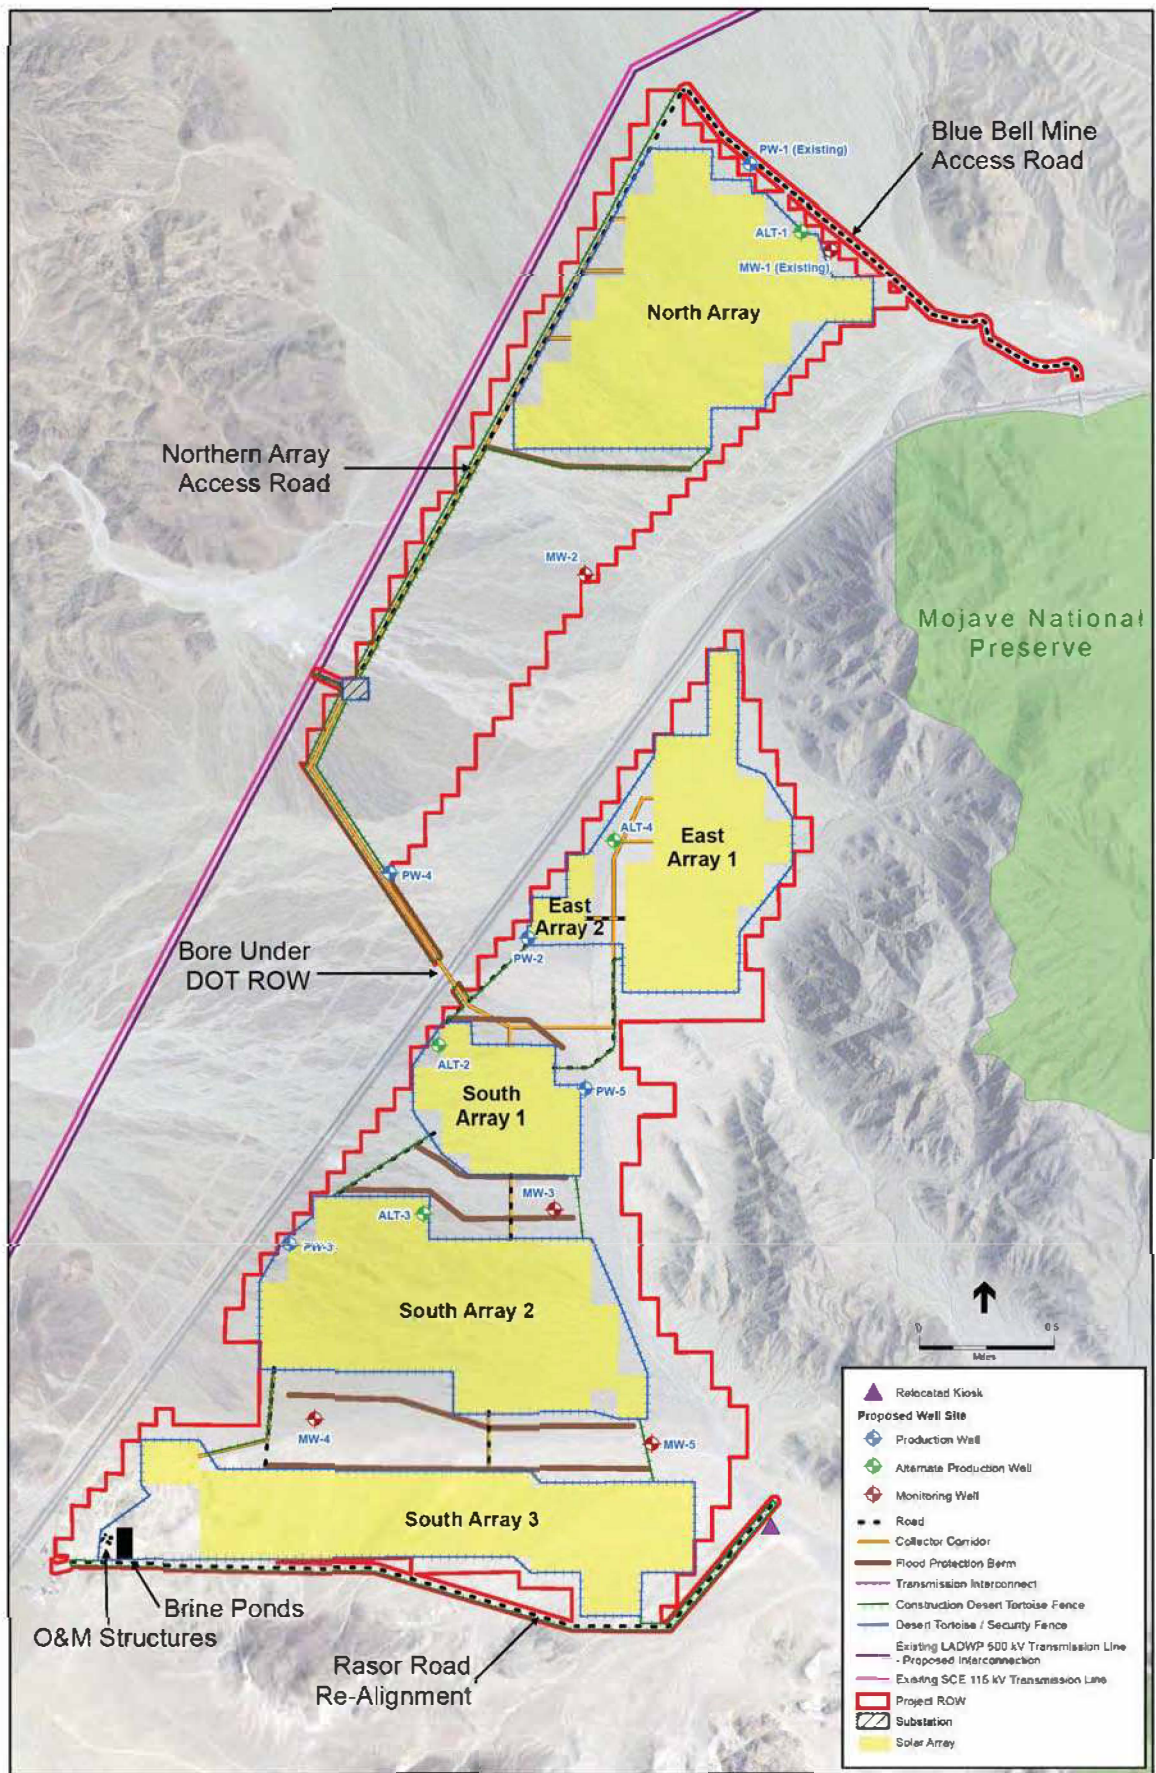 Blue Bell Mine
Access Road
PW-1 (Existing)
ALT-1
MW-1 (Existing)
North Array
Northern Array
Access Road
MW-2
Mojave National
Preserve
ALT-4
East
Array 1
PW-4
East
Array 2
PW-2
Bore Under
DOT ROW
ALT-2
PW-5
South
Array 1
MW-3
ALT-3
PW-3
South Array 2
0
0.5
Miles
MW-4
MW-5
South Array 3
Brine Ponds
O&M Structures
Rasor Road
Re-Alignment
Relocated Kiosk
Proposed Well Site
Production Well
Alternate Production Well
Monitoring Well
Road
Collector Corridor
Flood Protection Berm
Transmission Interconnect
Construction Desert Tortoise Fence
Desert Tortoise / Security Fence
Existing LADWP 500 kV Transmission Line
- Proposed Interconnection
Existing SCE 115 kV Transmission Line
Project ROW
Substation
Solar Array